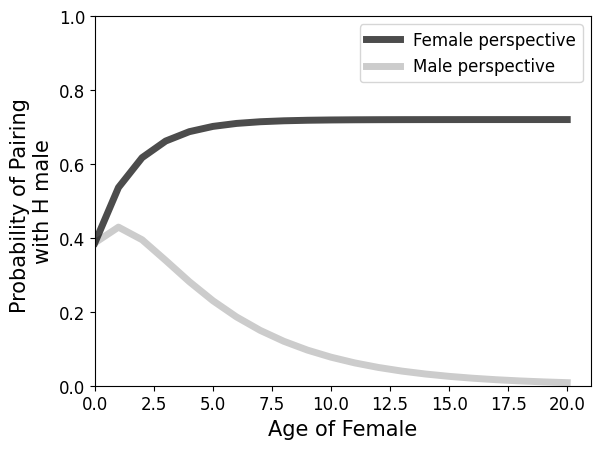 Female perspective
Male perspective
Probability of Pairing
with H male
1.0
0.8
0.6
0.4
0.2
0.0
0.0 2.5 5.0 7.5 10.0 12.5 15.0 17.5 20.0
Age of Female